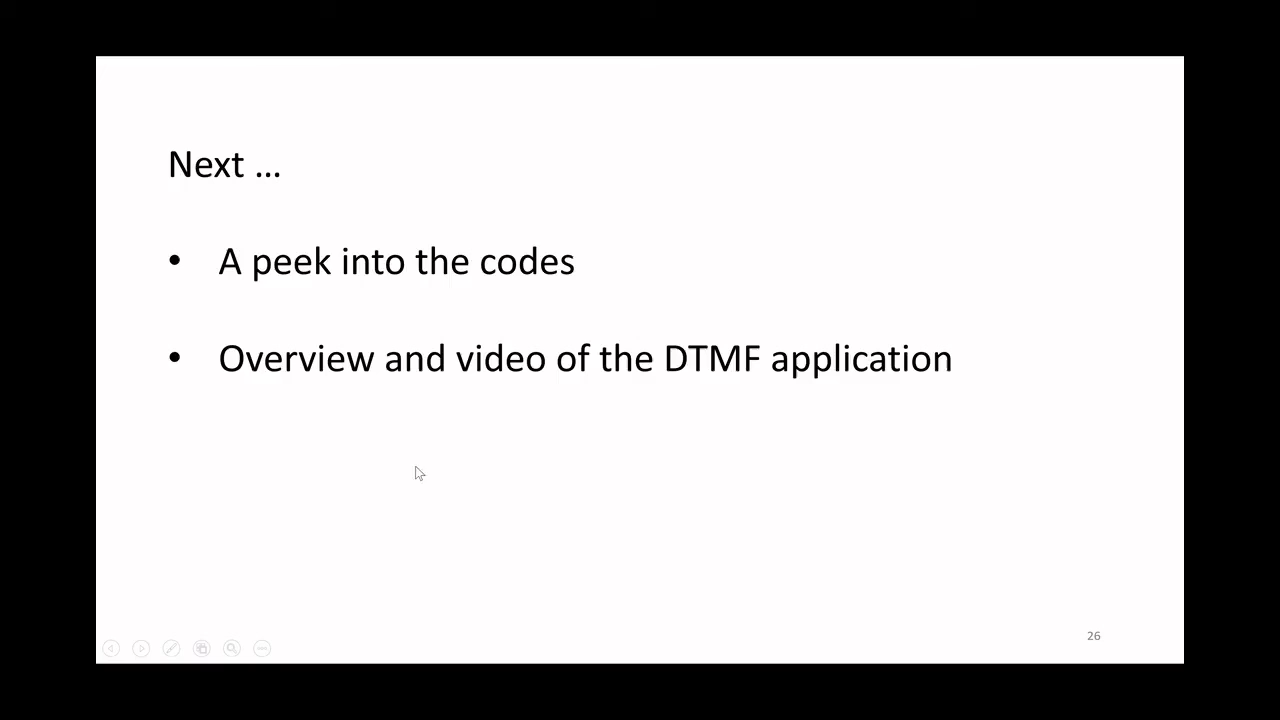 Next …
• A peek into the codes
• Overview and video of the DTMF application
26